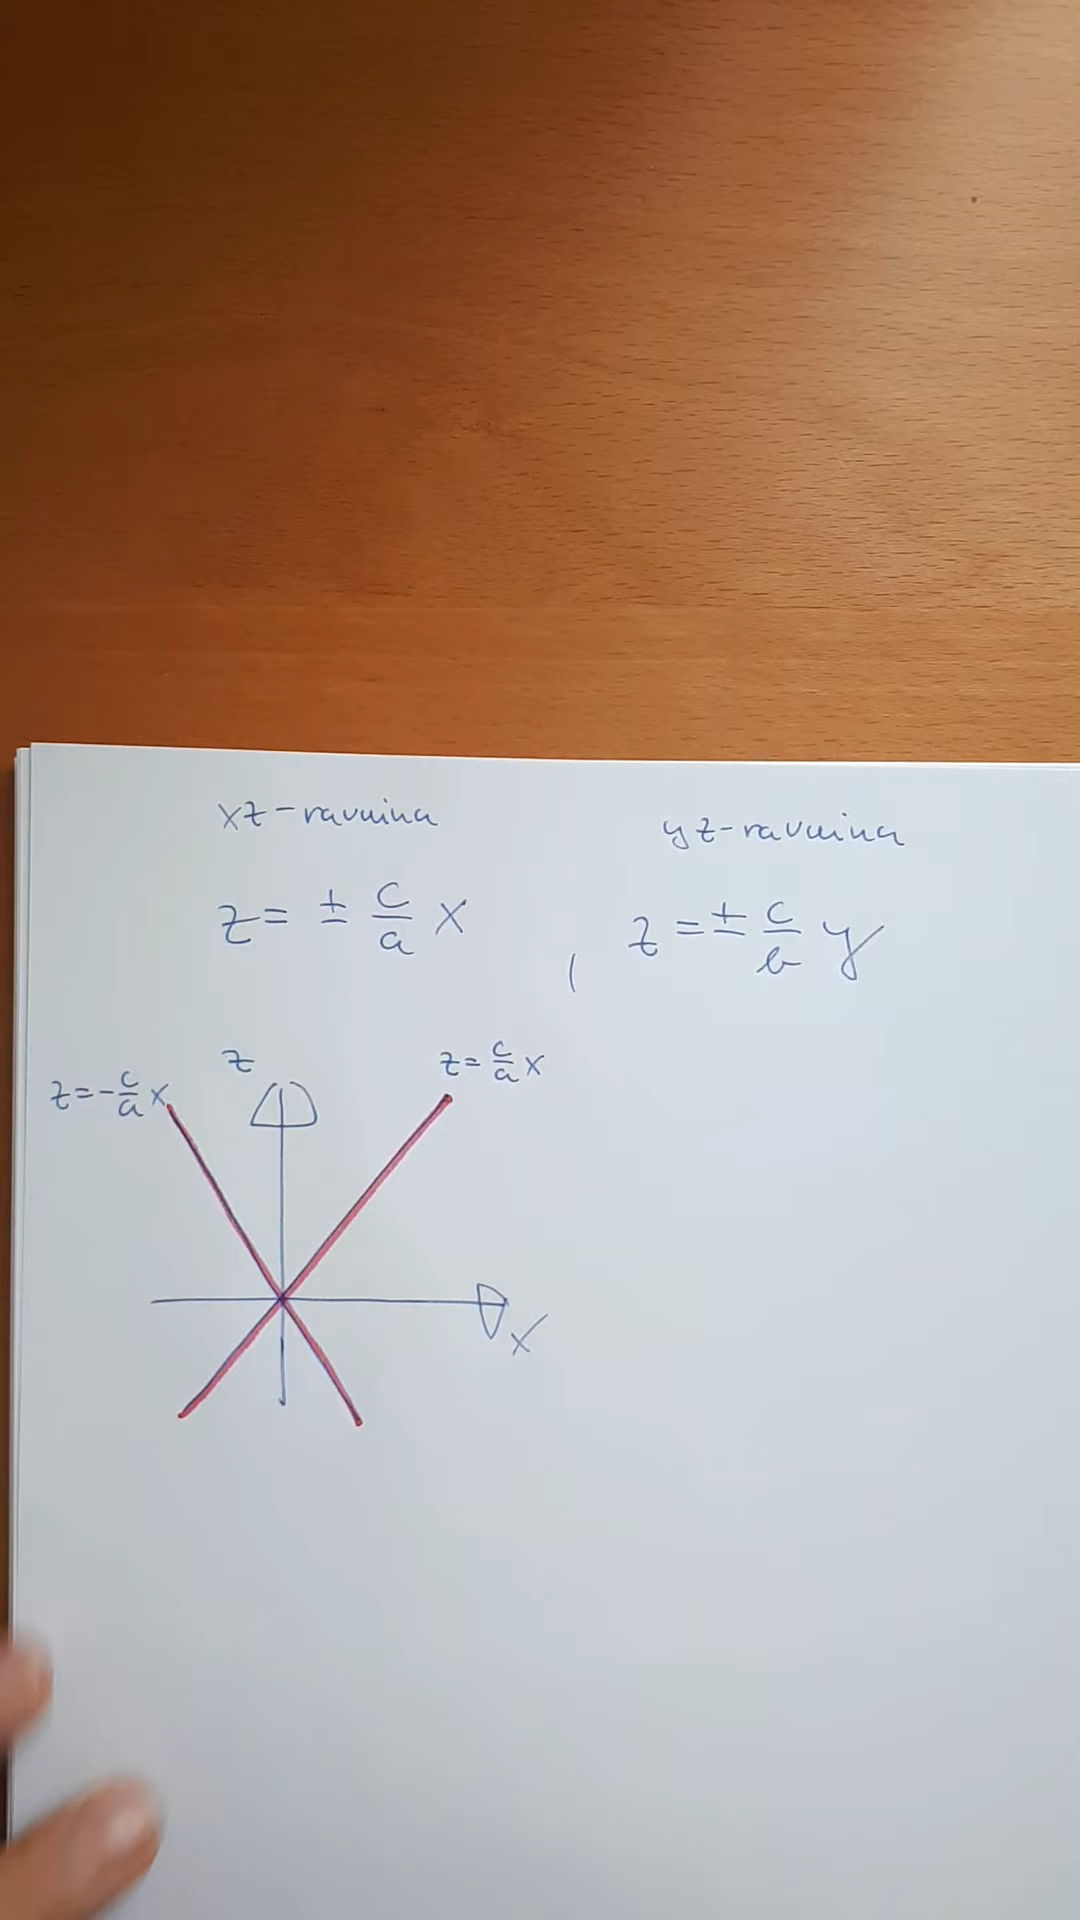 xz-ravnina
yz-ravnina
z = ± c/a x , z = ± c/b y
z = -c/a x
z
z = c/a x
x